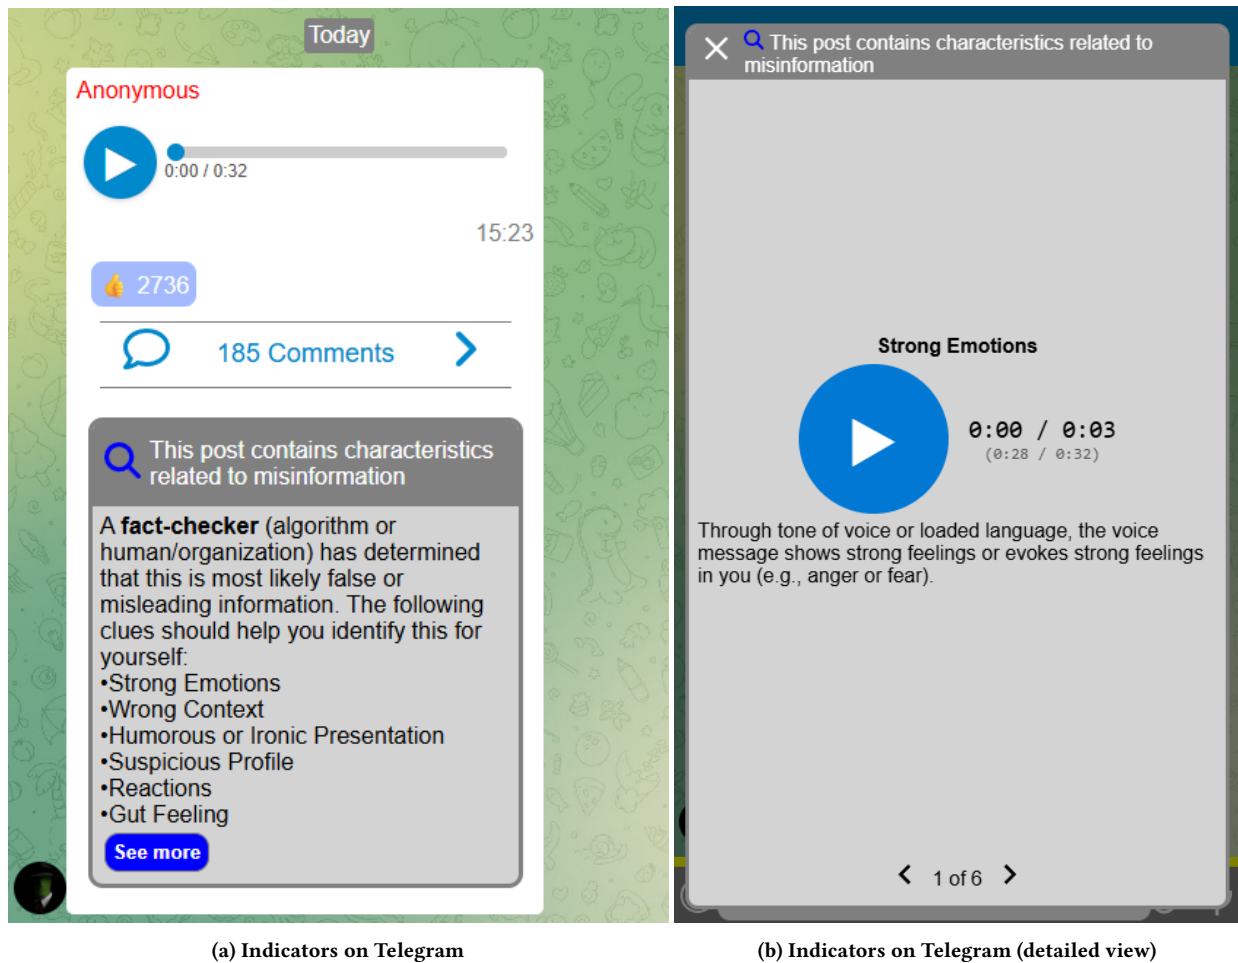 Today
Anonymous
0:00 / 0:32
15:23
2736
185 Comments
This post contains characteristics
related to misinformation
A fact-checker (algorithm or
human/organization) has determined
that this is most likely false or
misleading information. The following
clues should help you identify this for
yourself:
•Strong Emotions
•Wrong Context
•Humorous or Ironic Presentation
•Suspicious Profile
•Reactions
•Gut Feeling
See more
(a) Indicators on Telegram
This post contains characteristics related to
misinformation
Strong Emotions
0:00 / 0:03
(0:28 / 0:32)
Through tone of voice or loaded language, the voice
message shows strong feelings or evokes strong feelings
in you (e.g., anger or fear).
1 of 6
(b) Indicators on Telegram (detailed view)